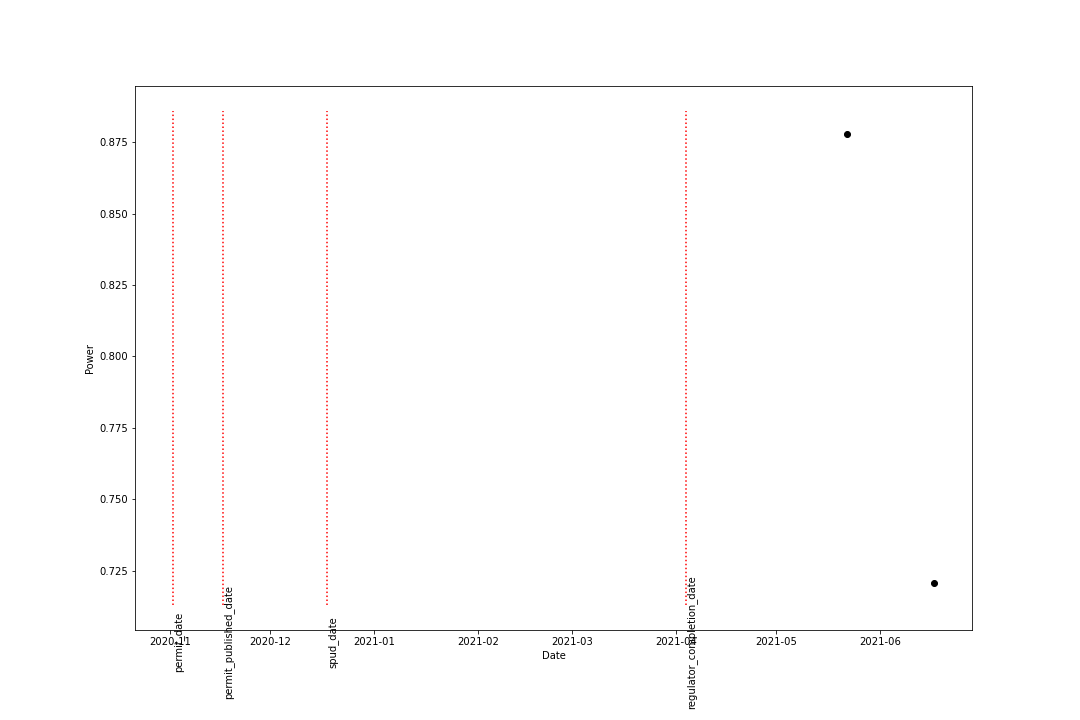 0.875
0.850
0.825
0.800
0.775
0.750
0.725
Power
2020-11
2020-12
2021-01
2021-02
2021-03
2021-04
2021-05
2021-06
Date
permit_date
permit_published_date
spud_date
regulator_completion_date